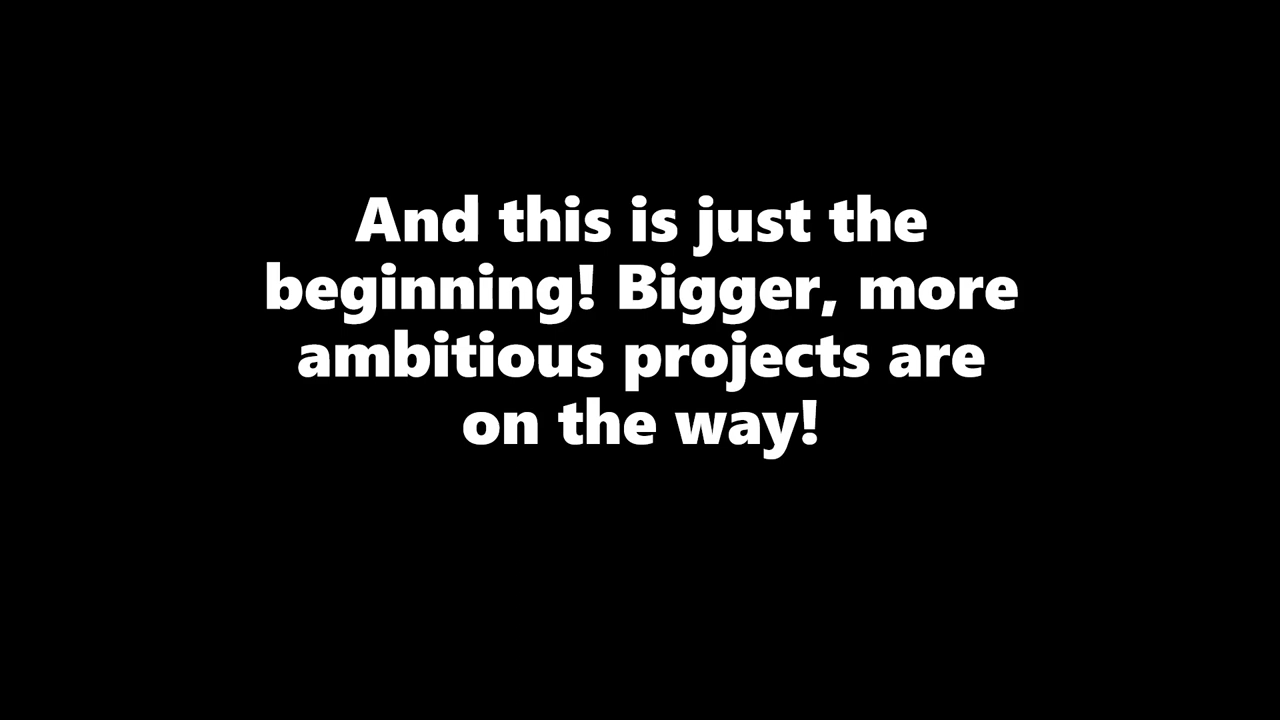 And this is just the
beginning! Bigger, more
ambitious projects are
on the way!